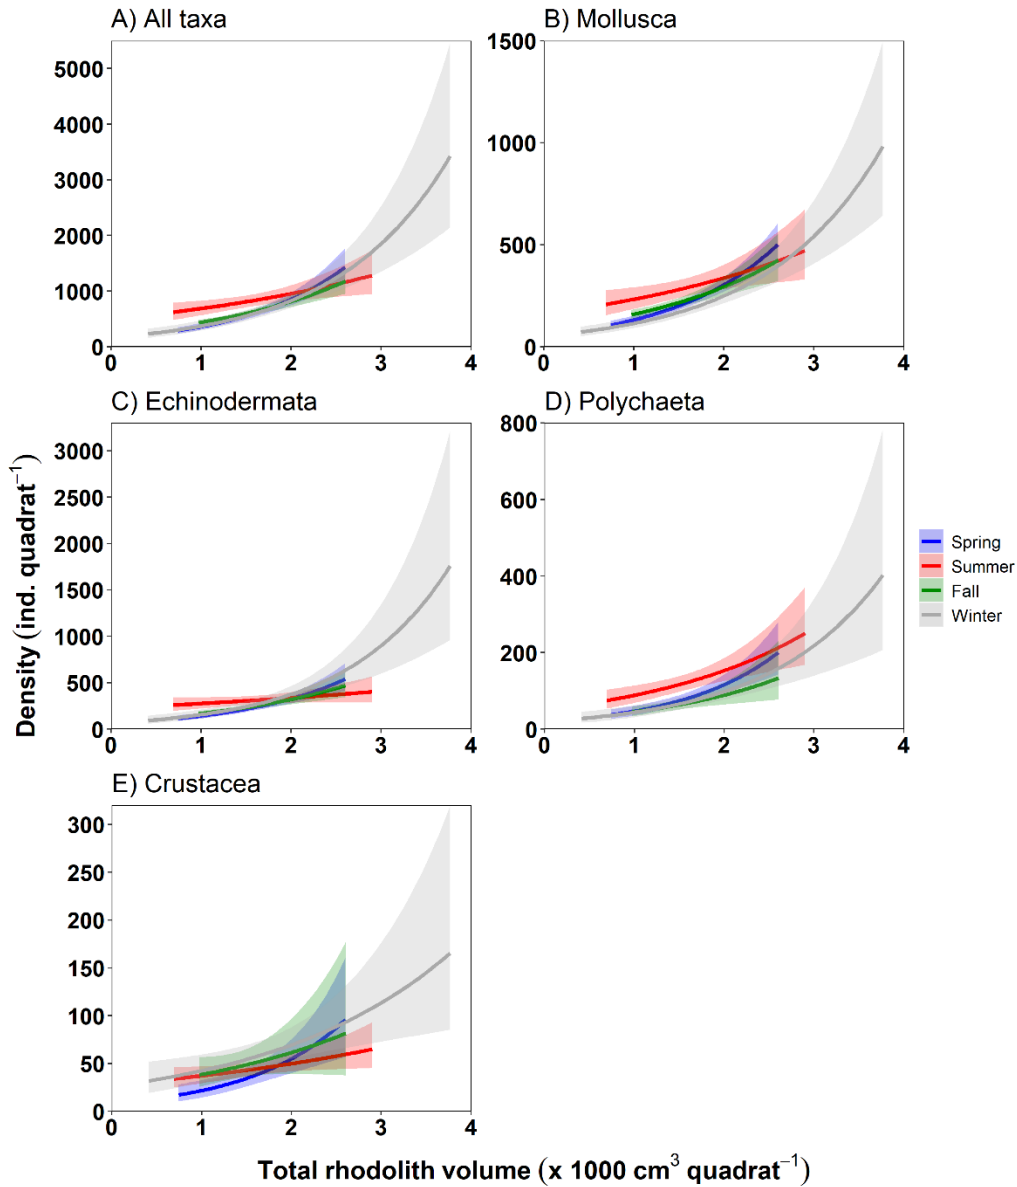 A) All taxa
5000
4000
3000
2000
1000
0
0 1 2 3 4
B) Mollusca
1500
1000
500
0
0 1 2 3 4
C) Echinodermata
3000
2500
2000
1500
1000
500
0
0 1 2 3 4
D) Polychaeta
800
600
400
200
0
0 1 2 3 4
E) Crustacea
300
250
200
150
100
50
0
0 1 2 3 4
Density (ind. quadrat⁻¹)
Total rhodolith volume (x 1000 cm³ quadrat⁻¹)
Spring
Summer
Fall
Winter